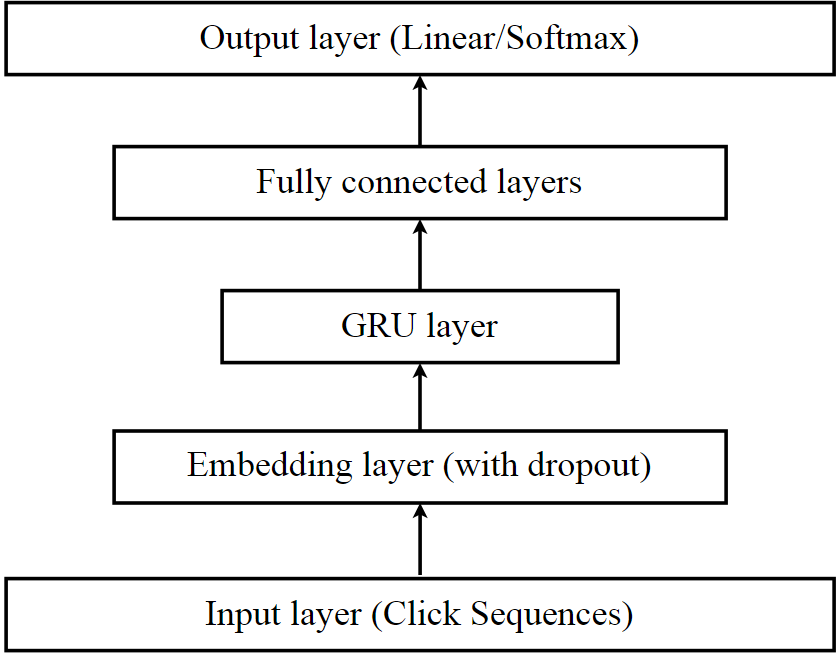 Output layer (Linear/Softmax)
Fully connected layers
GRU layer
Embedding layer (with dropout)
Input layer (Click Sequences)